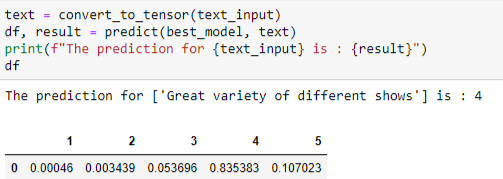 text = convert_to_tensor(text_input)
df, result = predict(best_model, text)
print(f"The prediction for {text_input} is : {result}")
df
The prediction for ['Great variety of different shows'] is : 4
1 2 3 4 5
0 0.00046 0.003439 0.053696 0.835383 0.107023